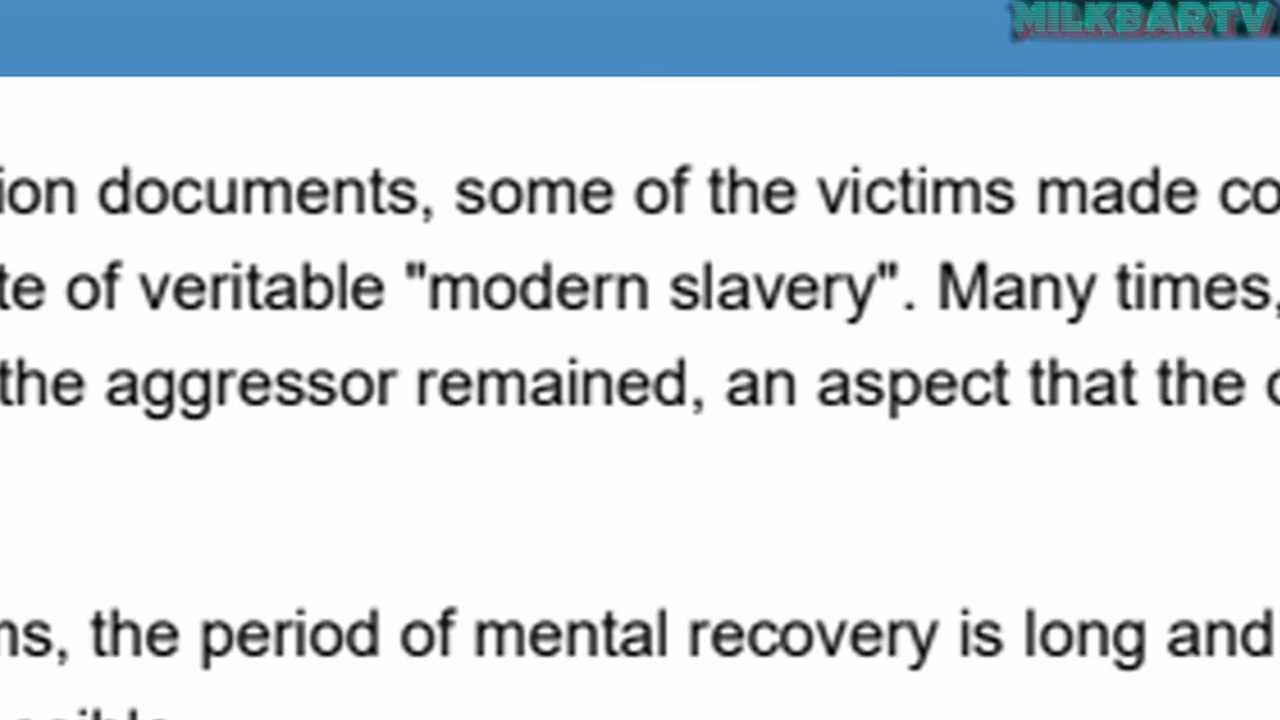 MILKBARTV
ion documents, some of the victims made co
te of veritable "modern slavery". Many times,
the aggressor remained, an aspect that the c
ms, the period of mental recovery is long and